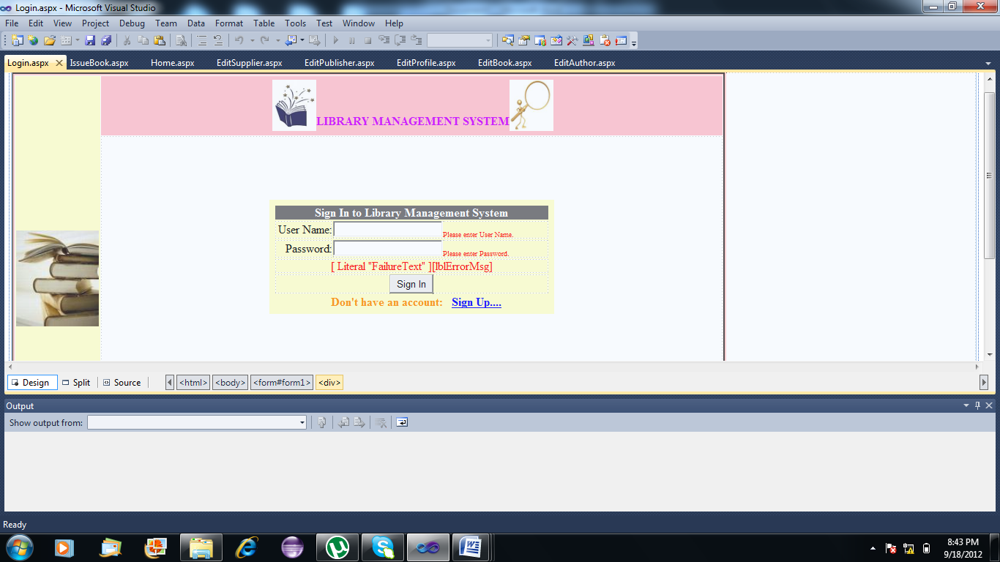 Login.aspx - Microsoft Visual Studio
File Edit View Project Debug Team Data Format Table Tools Test Window Help
Login.aspx IssueBook.aspx Home.aspx EditSupplier.aspx EditPublisher.aspx EditProfile.aspx EditBook.aspx EditAuthor.aspx
LIBRARY MANAGEMENT SYSTEM
Sign In to Library Management System
User Name: Please enter User Name.
Password: Please enter Password.
[ Literal "FailureText" ][lblErrorMsg]
Sign In
Don't have an account: Sign Up....
Design Split Source <html> <body> <form#form1> <div>
Output
Show output from:
Ready
8:43 PM
9/18/2012